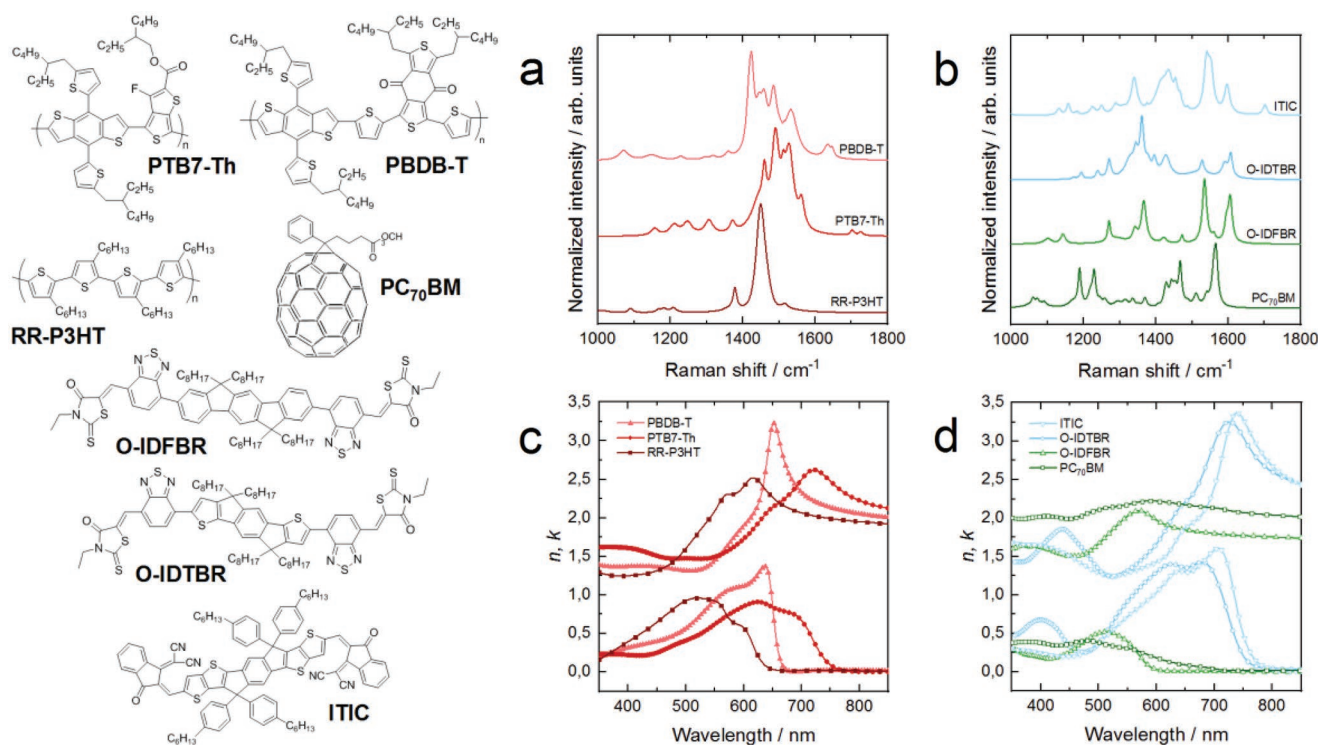 C₄H₉
C₂H₅
O
O
F
S
S
C₄H₉
C₂H₅
S
S
S
S
n
C₂H₅
C₄H₉
PTB7-Th
C₄H₉
C₂H₅
C₂H₅
C₄H₉
C₄H₉
C₂H₅
S
O
O
S
S
S
S
S
S
n
C₂H₅
C₄H₉
PBDB-T
C₆H₁₃
C₆H₁₃
S
S
S
S
n
C₆H₁₃
C₆H₁₃
RR-P3HT
O
OCH
3
PC₇₀BM
N
S
N
O
N
S
S
C₈H₁₇
C₈H₁₇
C₈H₁₇
C₈H₁₇
N
S
N
S
S
N
O
O-IDFBR
N
S
N
O
N
S
S
S
C₈H₁₇
C₈H₁₇
C₈H₁₇
C₈H₁₇
S
N
S
N
S
S
N
O
O-IDTBR
C₆H₁₃
C₆H₁₃
CN
CN
O
S
S
S
S
O
NC
CN
C₆H₁₃
C₆H₁₃
ITIC
a
Normalized intensity / arb. units
PBDB-T
PTB7-Th
RR-P3HT
1000 1200 1400 1600 1800
Raman shift / cm⁻¹
b
Normalized intensity / arb. units
ITIC
O-IDTBR
O-IDFBR
PC₇₀BM
1000 1200 1400 1600 1800
Raman shift / cm⁻¹
c
PBDB-T
PTB7-Th
RR-P3HT
n, k
3,5
3,0
2,5
2,0
1,5
1,0
0,5
0,0
400 500 600 700 800
Wavelength / nm
d
ITIC
O-IDTBR
O-IDFBR
PC₇₀BM
n, k
3,5
3,0
2,5
2,0
1,5
1,0
0,5
0,0
400 500 600 700 800
Wavelength / nm